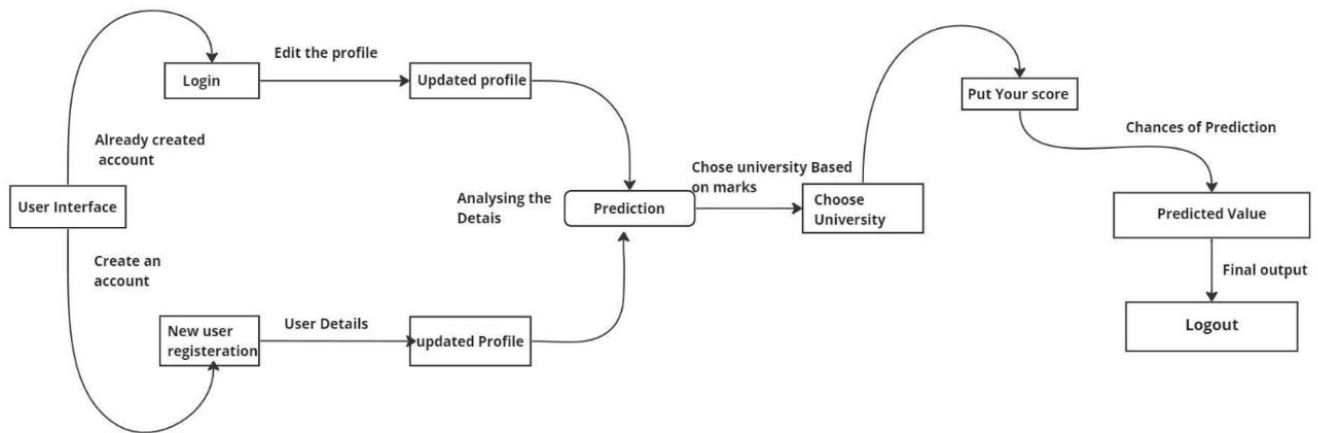 Edit the profile
Login
Updated profile
Put Your score
Already created
account
Chances of Prediction
Chose university Based
on marks
Analysing the
Detais
User Interface
Prediction
Choose
University
Predicted Value
Create an
account
Final output
New user
registeration
User Details
updated Profile
Logout